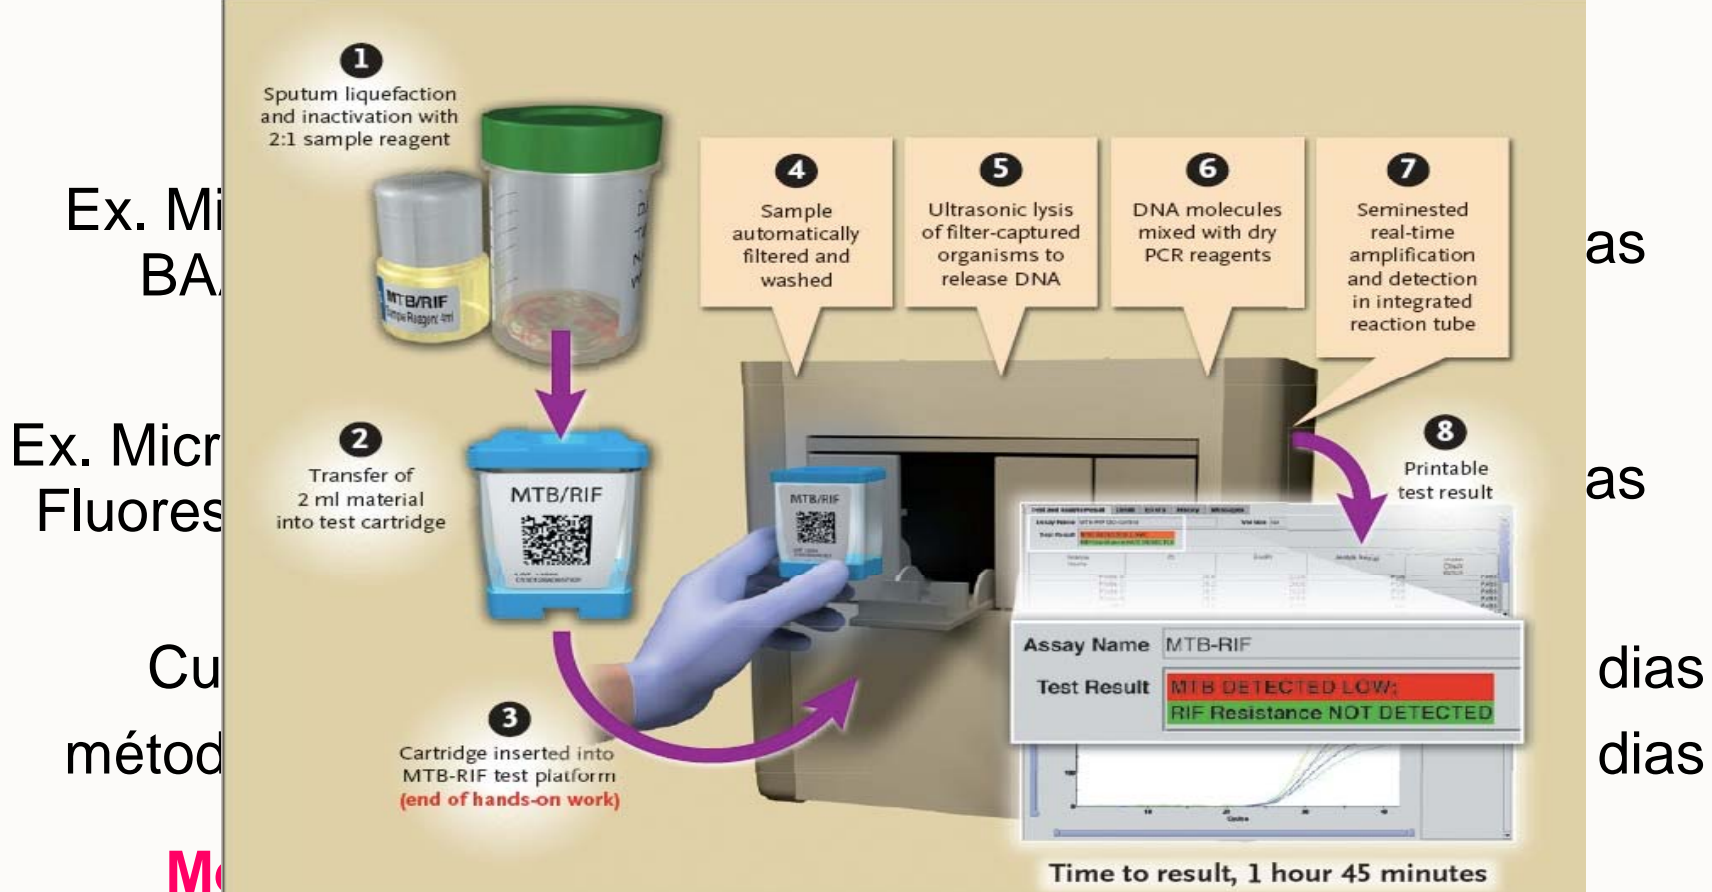 1
Sputum liquefaction
and inactivation with
2:1 sample reagent
MTB/RIF
Sample Reagent 4ml
Ex. Mi
BA
as
4
Sample
automatically
filtered and
washed
5
Ultrasonic lysis
of filter-captured
organisms to
release DNA
6
DNA molecules
mixed with dry
PCR reagents
7
Seminested
real-time
amplification
and detection
in integrated
reaction tube
Ex. Micr
Fluores
as
2
Transfer of
2 ml material
into test cartridge
MTB/RIF
MTB/RIF
8
Printable
test result
Assay Name MTB-RIF
Test Result MTB DETECTED LOW;
RIF Resistance NOT DETECTED
Cu
dias
métod
dias
3
Cartridge inserted into
MTB-RIF test platform
(end of hands-on work)
Cycles
M
Time to result, 1 hour 45 minutes